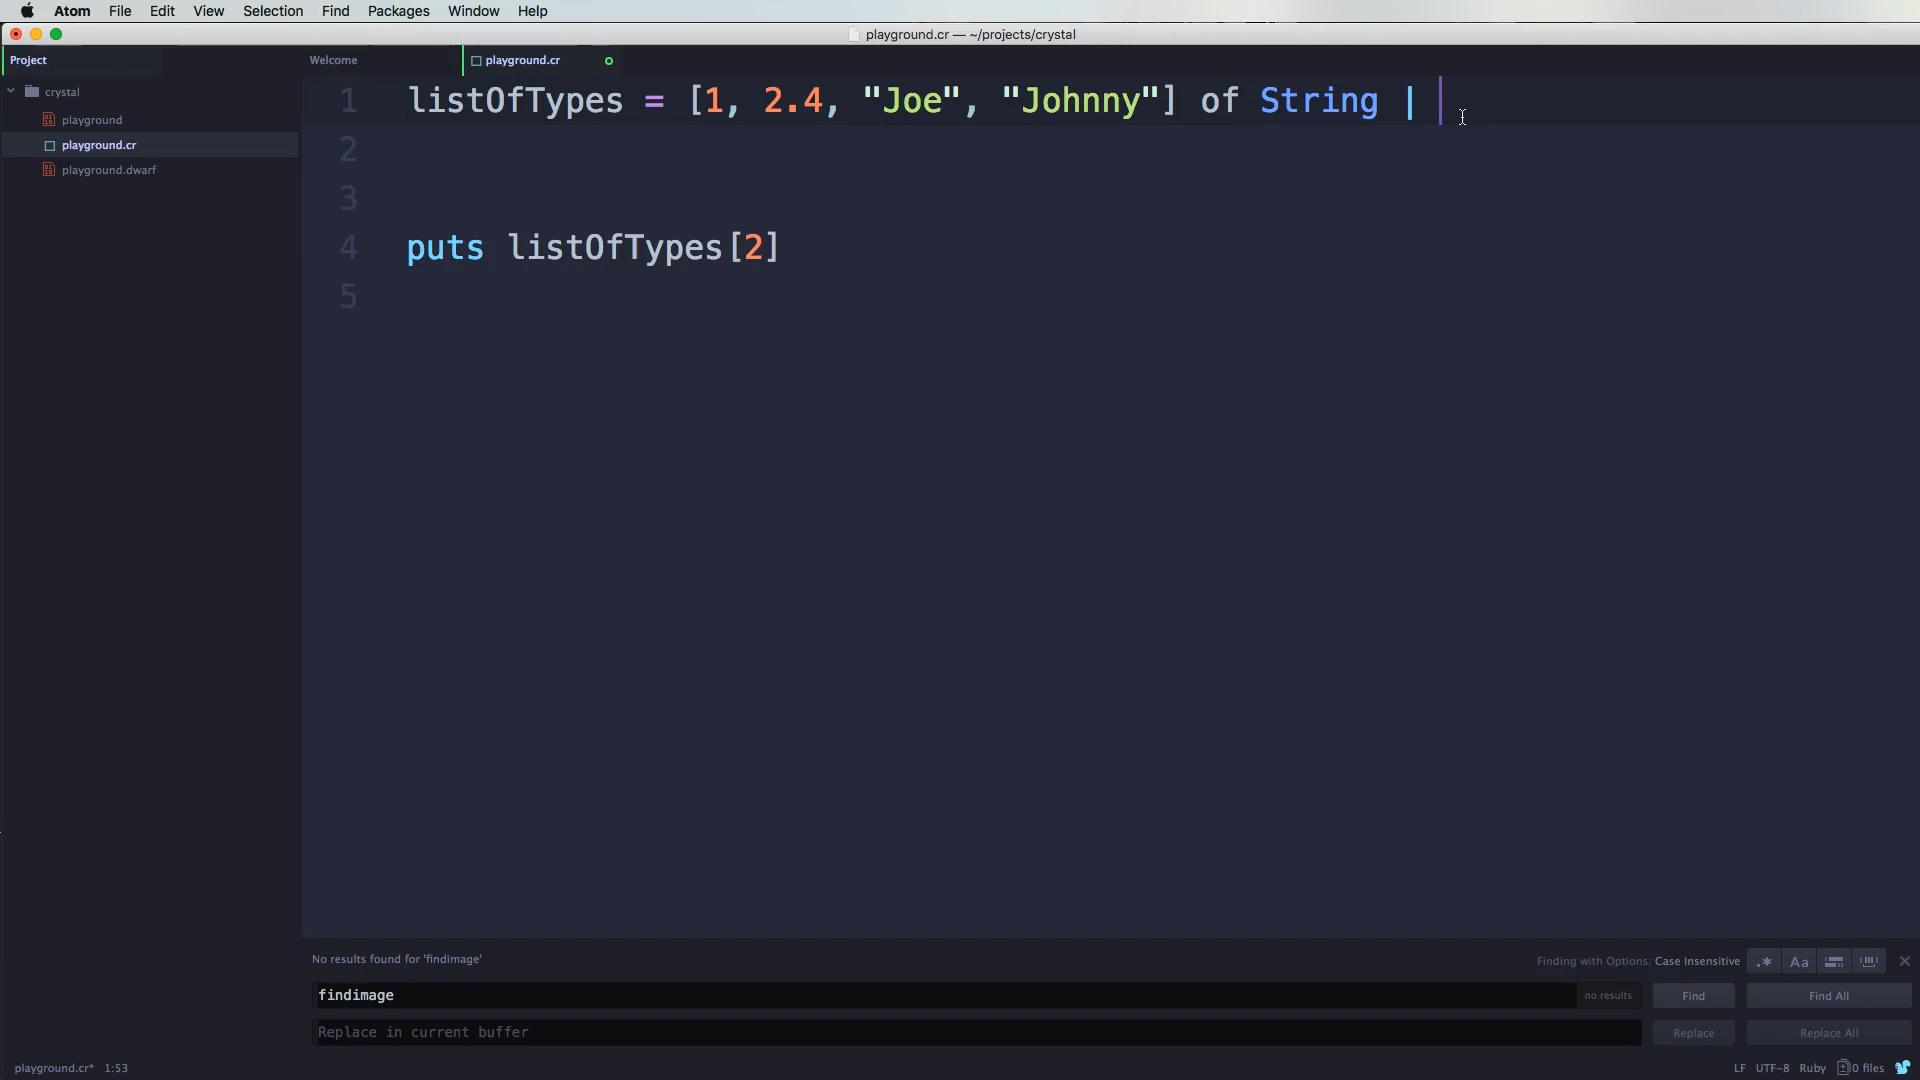 Atom File Edit View Selection Find Packages Window Help
playground.cr — ~/projects/crystal
Project
Welcome
playground.cr
crystal
playground
playground.cr
playground.dwarf
1 listOfTypes = [1, 2.4, "Joe", "Johnny"] of String |
2
3
4 puts listOfTypes[2]
5
No results found for 'findimage'
Finding with Options: Case Insensitive
.* Aa
findimage
no results
Find
Find All
Replace in current buffer
Replace
Replace All
playground.cr* 1:53
LF UTF-8 Ruby 0 files